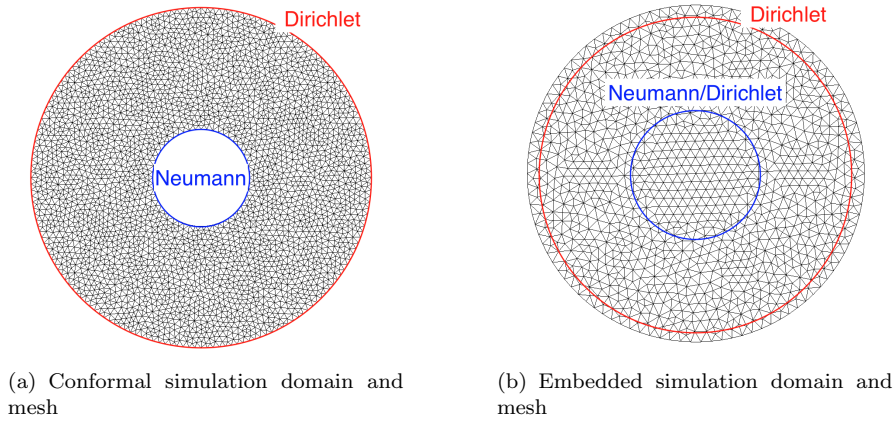 Dirichlet
Neumann
Dirichlet
Neumann/Dirichlet
(a) Conformal simulation domain and
mesh
(b) Embedded simulation domain and
mesh